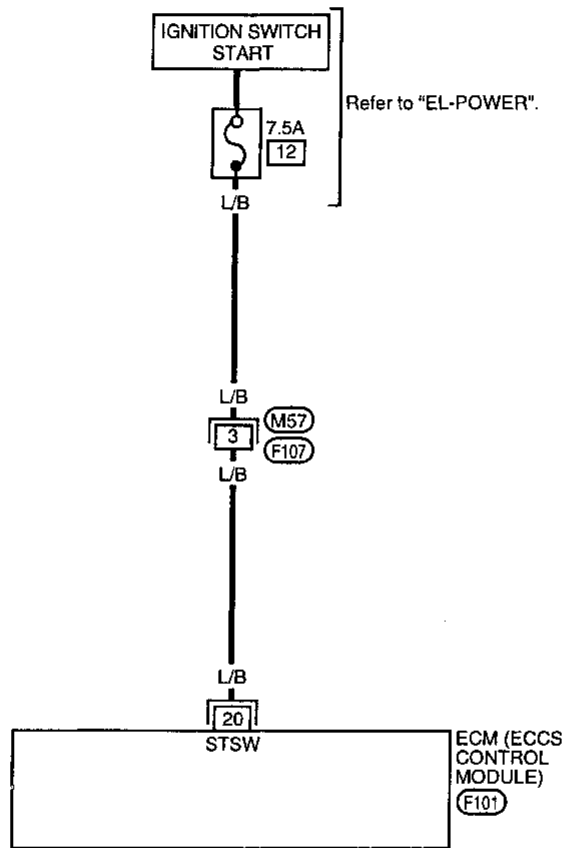 IGNITION SWITCH
START
Refer to "EL-POWER".
7.5A
12
L/B
L/B
3
M57
F107
L/B
L/B
20
STSW
ECM (ECCS
CONTROL
MODULE)
F101